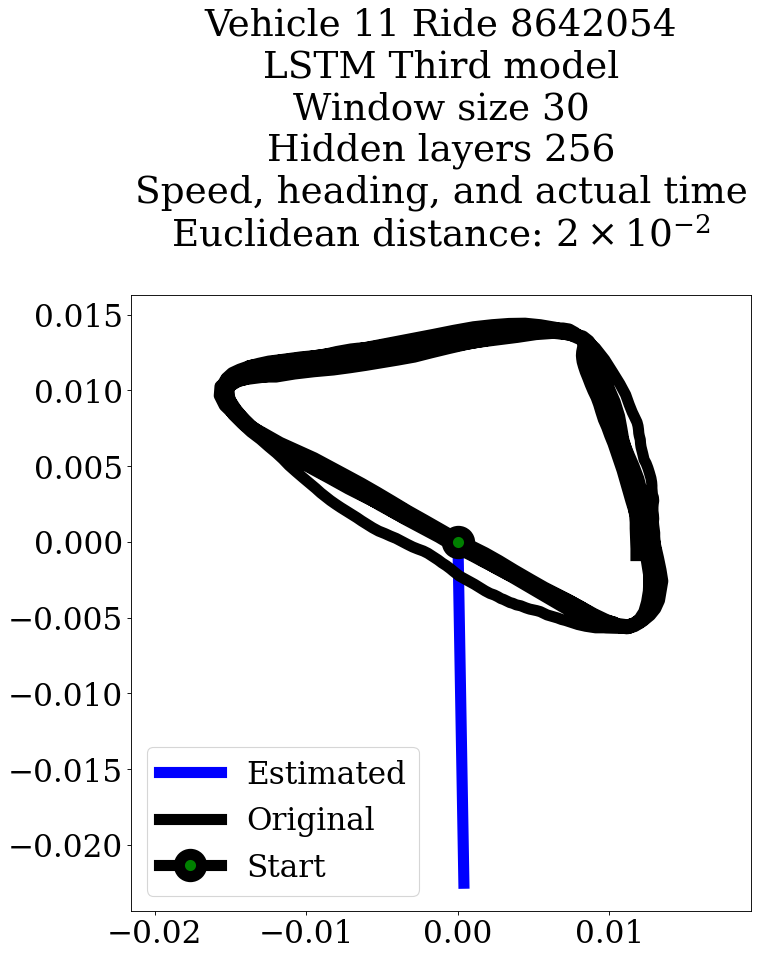 Vehicle 11 Ride 8642054
LSTM Third model
Window size 30
Hidden layers 256
Speed, heading, and actual time
Euclidean distance: 2 × 10⁻²
0.015
0.010
0.005
0.000
−0.005
−0.010
−0.015
−0.020
Estimated
Original
Start
−0.02
−0.01
0.00
0.01